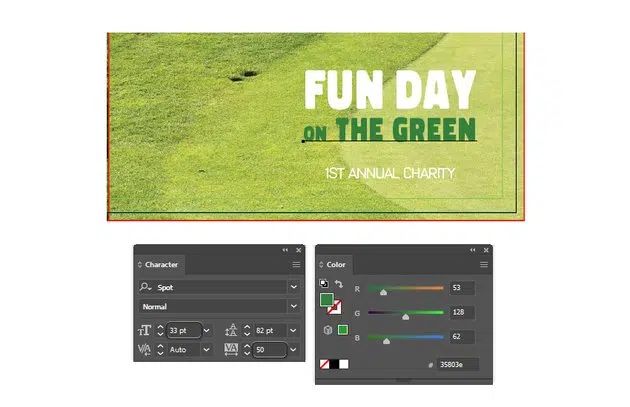 FUN DAY
ON THE GREEN
1ST ANNUAL CHARITY
Character
Spot
Normal
33 pt
82 pt
Auto
50
Color
R 53
G 128
B 62
# 35803e